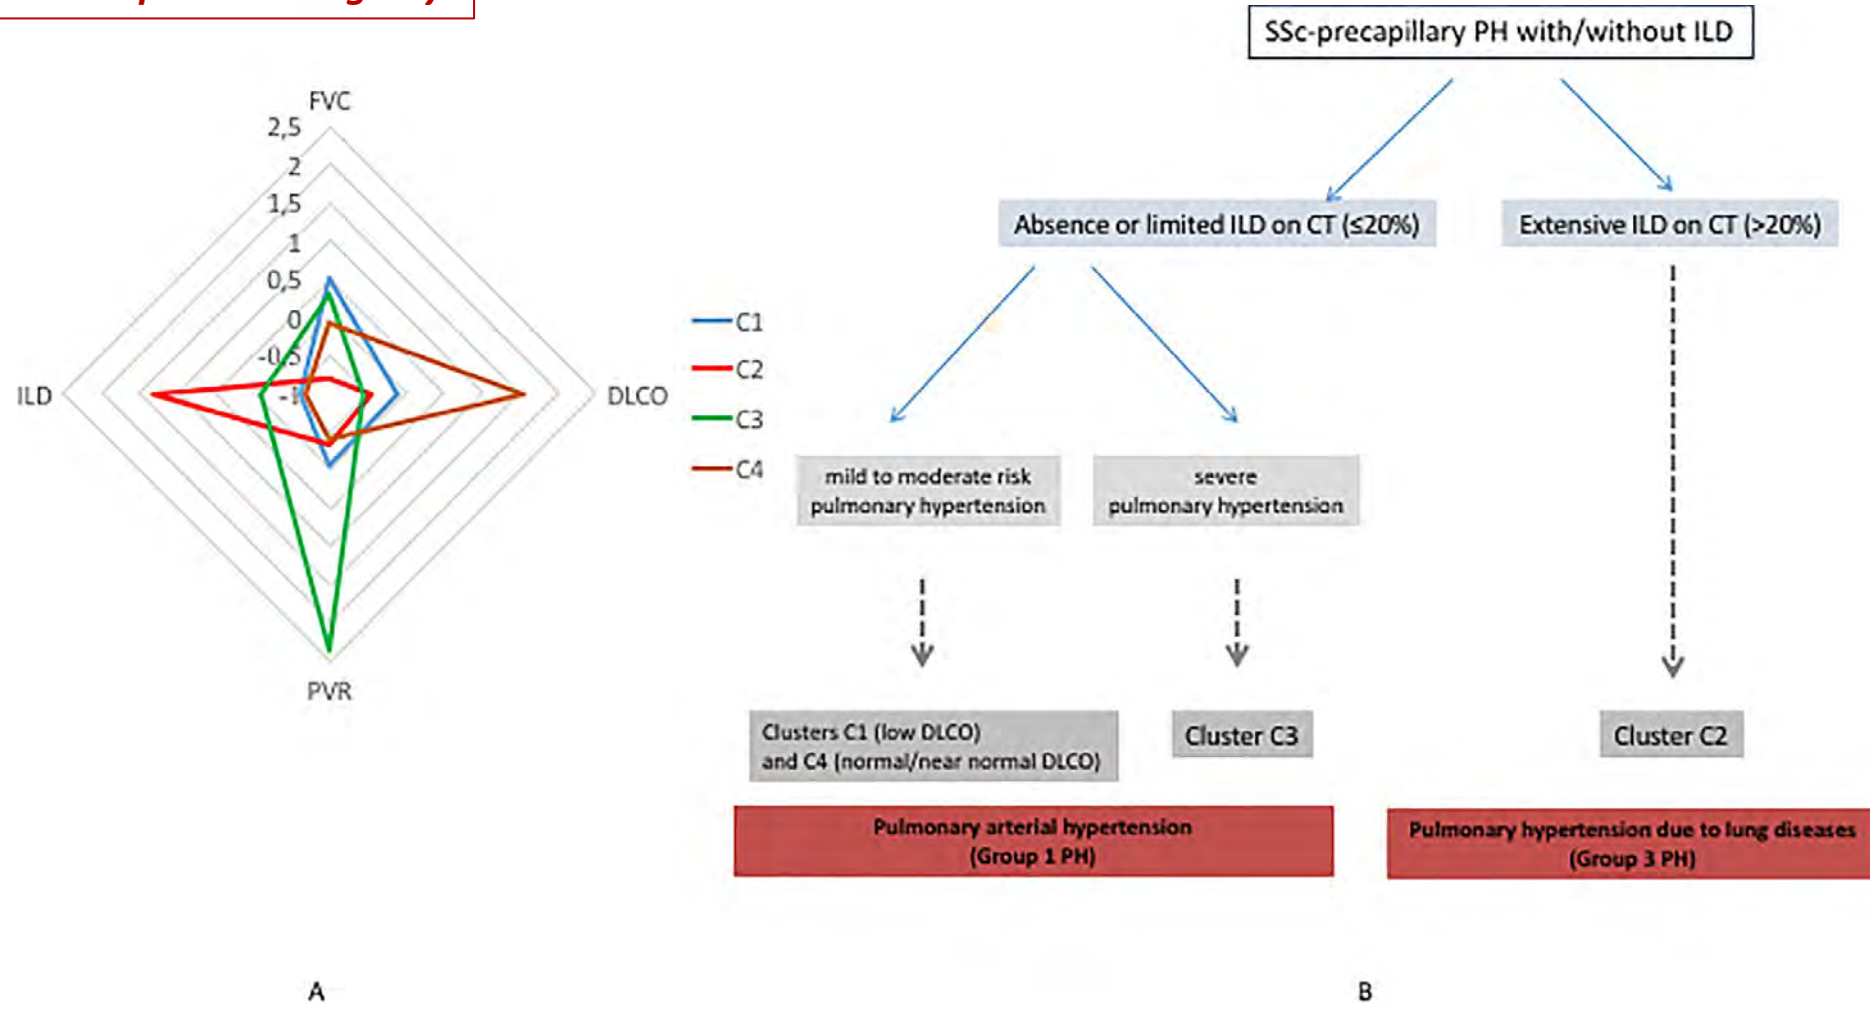 FVC
2,5
2
1,5
1
0,5
0
-0,5
-1
ILD
DLCO
PVR
C1
C2
C3
C4
A
SSc-precapillary PH with/without ILD
Absence or limited ILD on CT (≤20%)
Extensive ILD on CT (>20%)
mild to moderate risk
pulmonary hypertension
severe
pulmonary hypertension
Clusters C1 (low DLCO)
and C4 (normal/near normal DLCO)
Cluster C3
Cluster C2
Pulmonary arterial hypertension
(Group 1 PH)
Pulmonary hypertension due to lung diseases
(Group 3 PH)
B